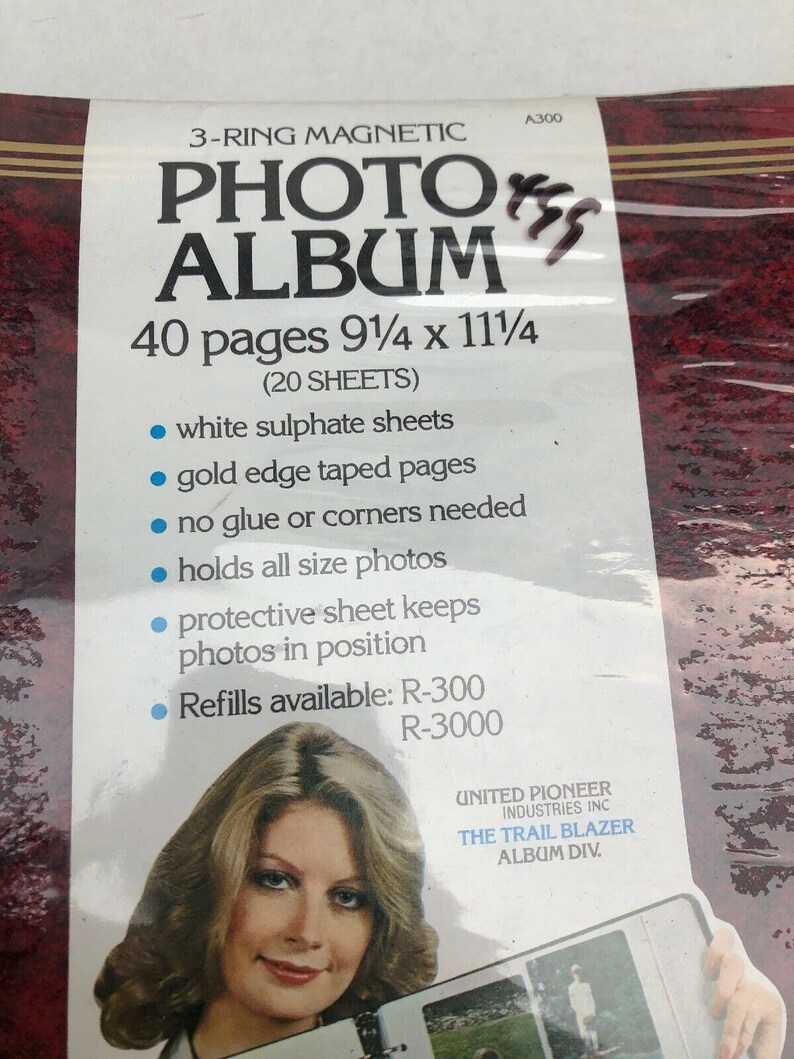 A300
3-RING MAGNETIC
PHOTO
ALBUM
40 pages 9¼ x 11¼
(20 SHEETS)
• white sulphate sheets
• gold edge taped pages
• no glue or corners needed
• holds all size photos
• protective sheet keeps
photos in position
• Refills available: R-300
R-3000
UNITED PIONEER
INDUSTRIES INC
THE TRAIL BLAZER
ALBUM DIV.